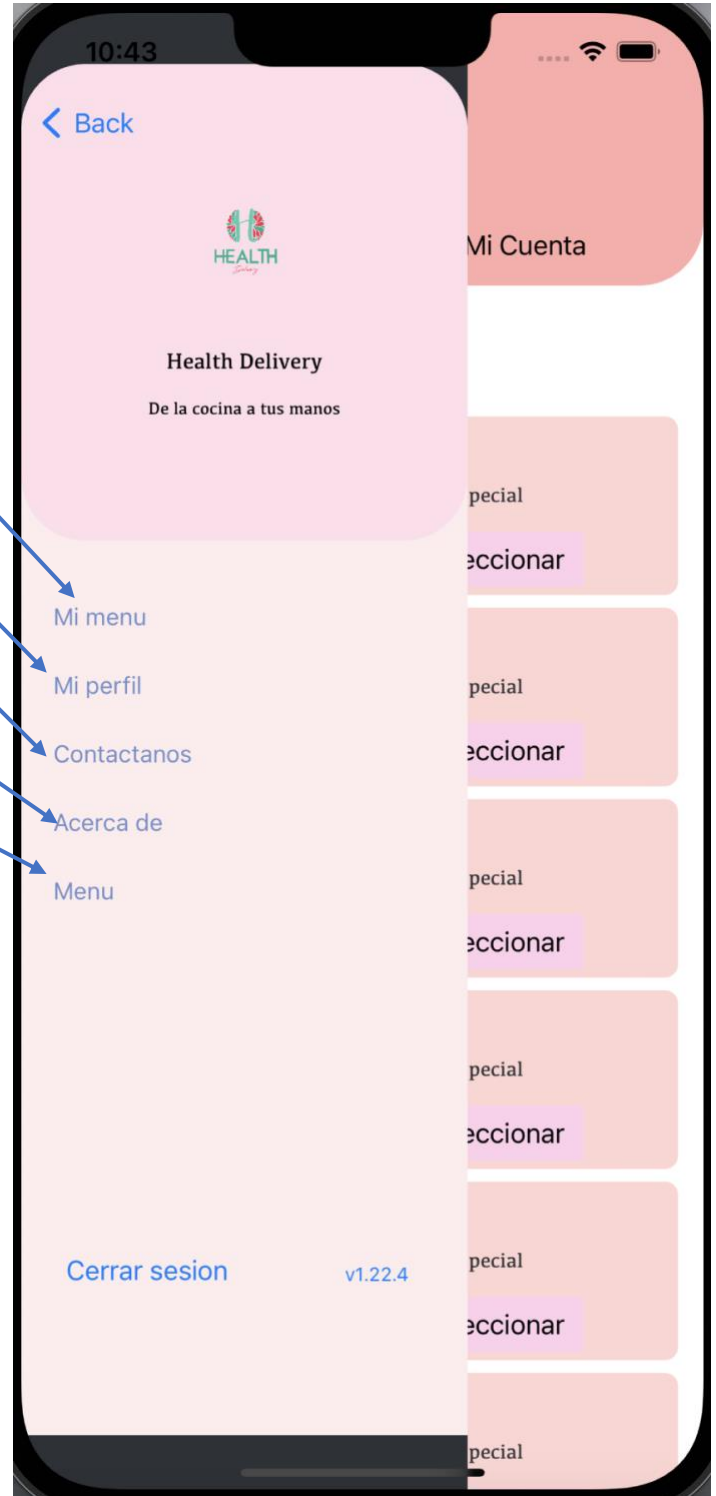 10:43
Back
HEALTH
Delivery
Mi Cuenta
Health Delivery
De la cocina a tus manos
pecial
eccionar
Mi menu
Mi perfil
pecial
eccionar
Contactanos
Acerca de
Menu
pecial
eccionar
pecial
eccionar
Cerrar sesion
v1.22.4
pecial
eccionar
pecial